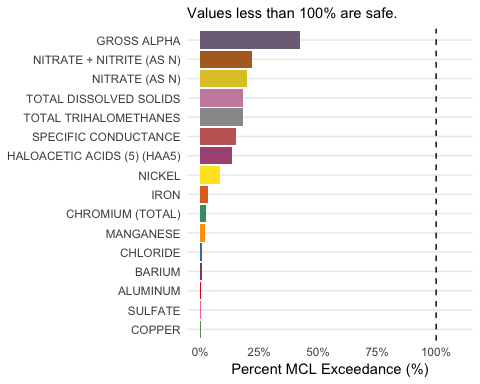 Values less than 100% are safe.
GROSS ALPHA
NITRATE + NITRITE (AS N)
NITRATE (AS N)
TOTAL DISSOLVED SOLIDS
TOTAL TRIHALOMETHANES
SPECIFIC CONDUCTANCE
HALOACETIC ACIDS (5) (HAA5)
NICKEL
IRON
CHROMIUM (TOTAL)
MANGANESE
CHLORIDE
BARIUM
ALUMINUM
SULFATE
COPPER
0% 25% 50% 75% 100%
Percent MCL Exceedance (%)